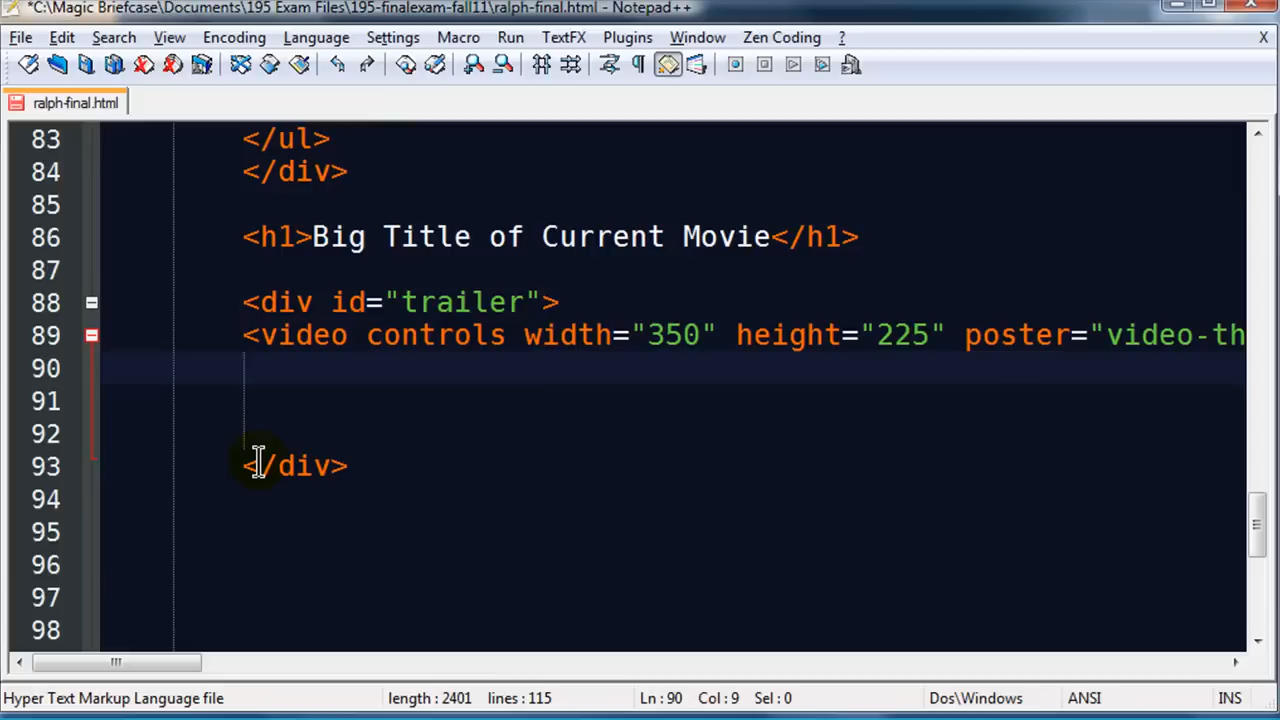 *C:\Magic Briefcase\Documents\195 Exam Files\195-finalexam-fall11\ralph-final.html - Notepad++
File Edit Search View Encoding Language Settings Macro Run TextFX Plugins Window Zen Coding ? X
ralph-final.html
83 </ul>
84 </div>
85
86 <h1>Big Title of Current Movie</h1>
87
88 <div id="trailer">
89 <video controls width="350" height="225" poster="video-th
90
91
92
93 </div>
94
95
96
97
98
Hyper Text Markup Language file length : 2401 lines : 115 Ln : 90 Col : 9 Sel : 0 Dos\Windows ANSI INS